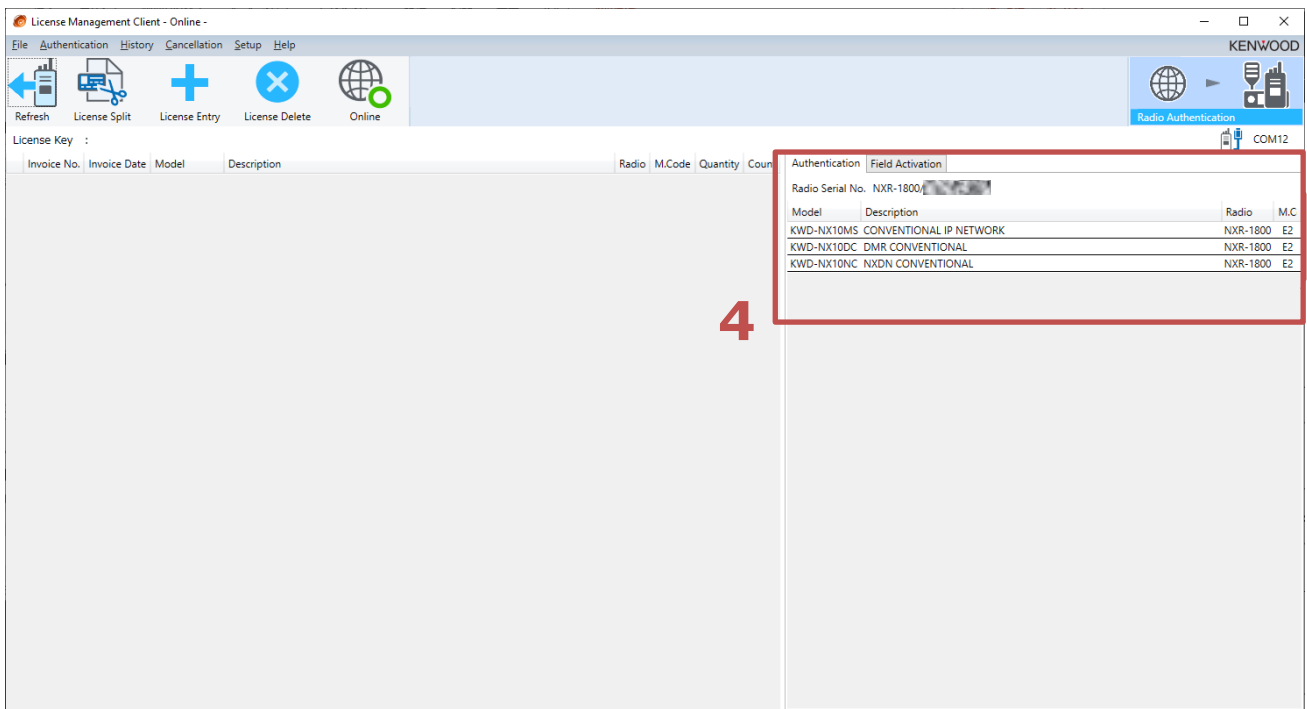 License Management Client - Online -
File Authentication History Cancellation Setup Help
KENWOOD
Refresh License Split License Entry License Delete Online
Radio Authentication
License Key :
COM12
Invoice No. Invoice Date Model Description Radio M.Code Quantity Coun
Authentication Field Activation
Radio Serial No. NXR-1800/
Model Description Radio M.C
KWD-NX10MS CONVENTIONAL IP NETWORK NXR-1800 E2
KWD-NX10DC DMR CONVENTIONAL NXR-1800 E2
KWD-NX10NC NXDN CONVENTIONAL NXR-1800 E2
4